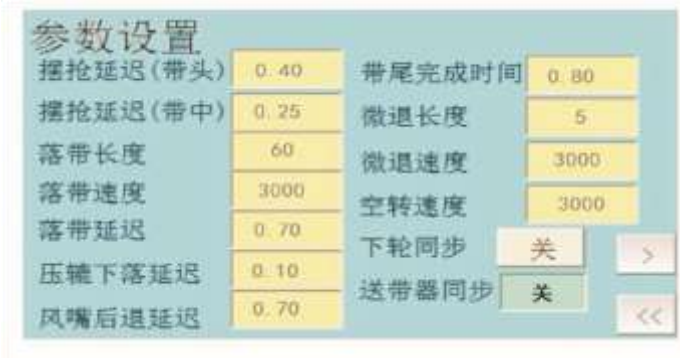 参数设置
摆抢延迟(带头) 0.40
摆抢延迟(带中) 0.25
落带长度 60
落带速度 3000
落带延迟 0.70
压辘下落延迟 0.10
风嘴后退延迟 0.70
带尾完成时间 0.80
微退长度 5
微退速度 3000
空转速度 3000
下轮同步 关
送带器同步 关
>
<<